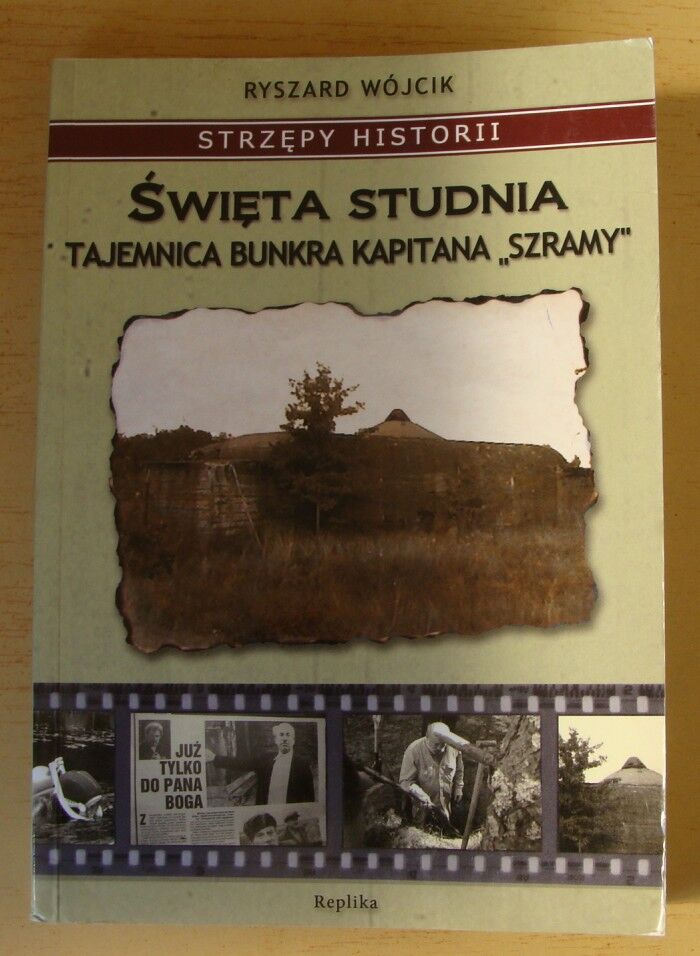 RYSZARD WÓJCIK
STRZĘPY HISTORII
ŚWIĘTA STUDNIA
TAJEMNICA BUNKRA KAPITANA „SZRAMY"
JUŻ
TYLKO
DO PANA
BOGA
Z
Replika